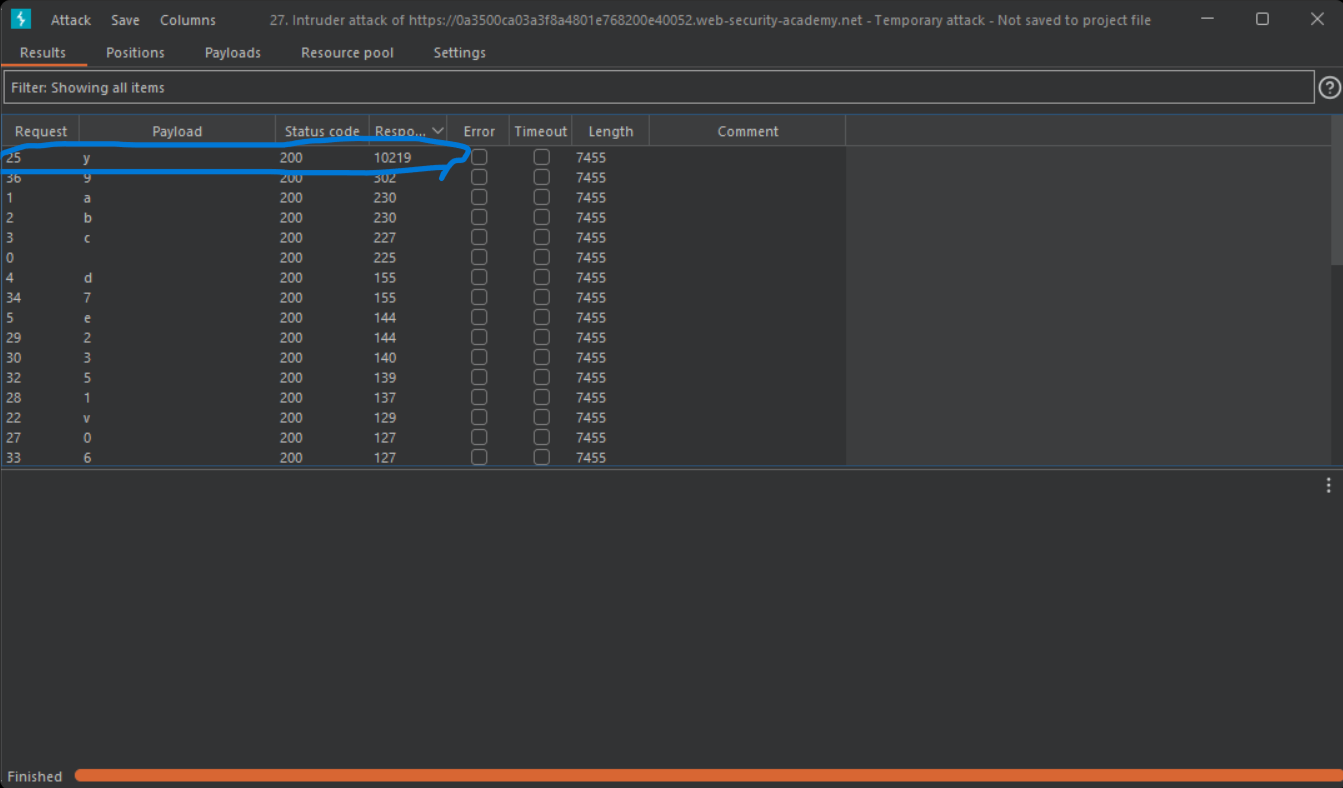 Attack Save Columns 27. Intruder attack of https://0a3500ca03a3f8a4801e768200e40052.web-security-academy.net - Temporary attack - Not saved to project file
Results Positions Payloads Resource pool Settings
Filter: Showing all items
?
Request Payload Status code Respo... Error Timeout Length Comment
25 y 200 10219 7455
36 9 200 302 7455
1 a 200 230 7455
2 b 200 230 7455
3 c 200 227 7455
0 200 225 7455
4 d 200 155 7455
34 7 200 155 7455
5 e 200 144 7455
29 2 200 144 7455
30 3 200 140 7455
32 5 200 139 7455
28 1 200 137 7455
22 v 200 129 7455
27 0 200 127 7455
33 6 200 127 7455
Finished